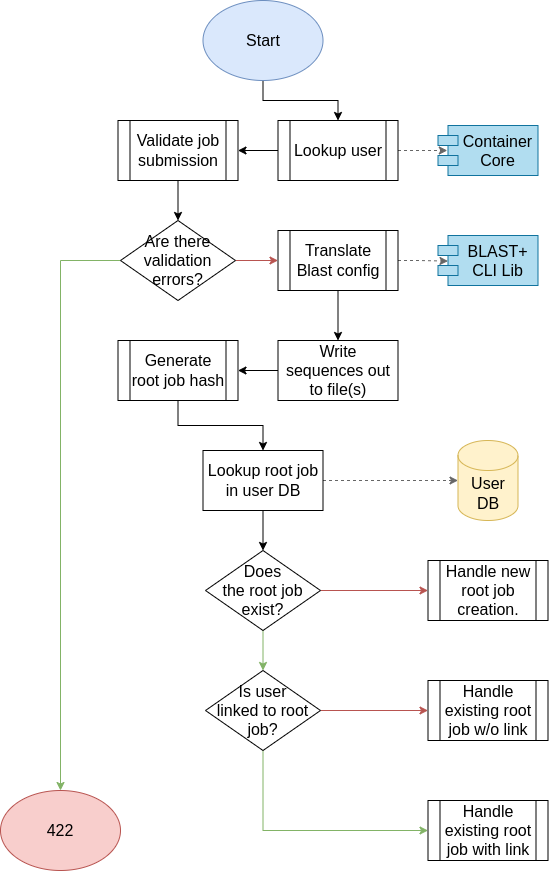 Start
Validate job
submission
Lookup user
Container
Core
Are there
validation
errors?
Translate
Blast config
BLAST+
CLI Lib
Generate
root job hash
Write
sequences out
to file(s)
Lookup root job
in user DB
User
DB
Does
the root job
exist?
Handle new
root job
creation.
Is user
linked to root
job?
Handle
existing root
job w/o link
422
Handle
existing root
job with link